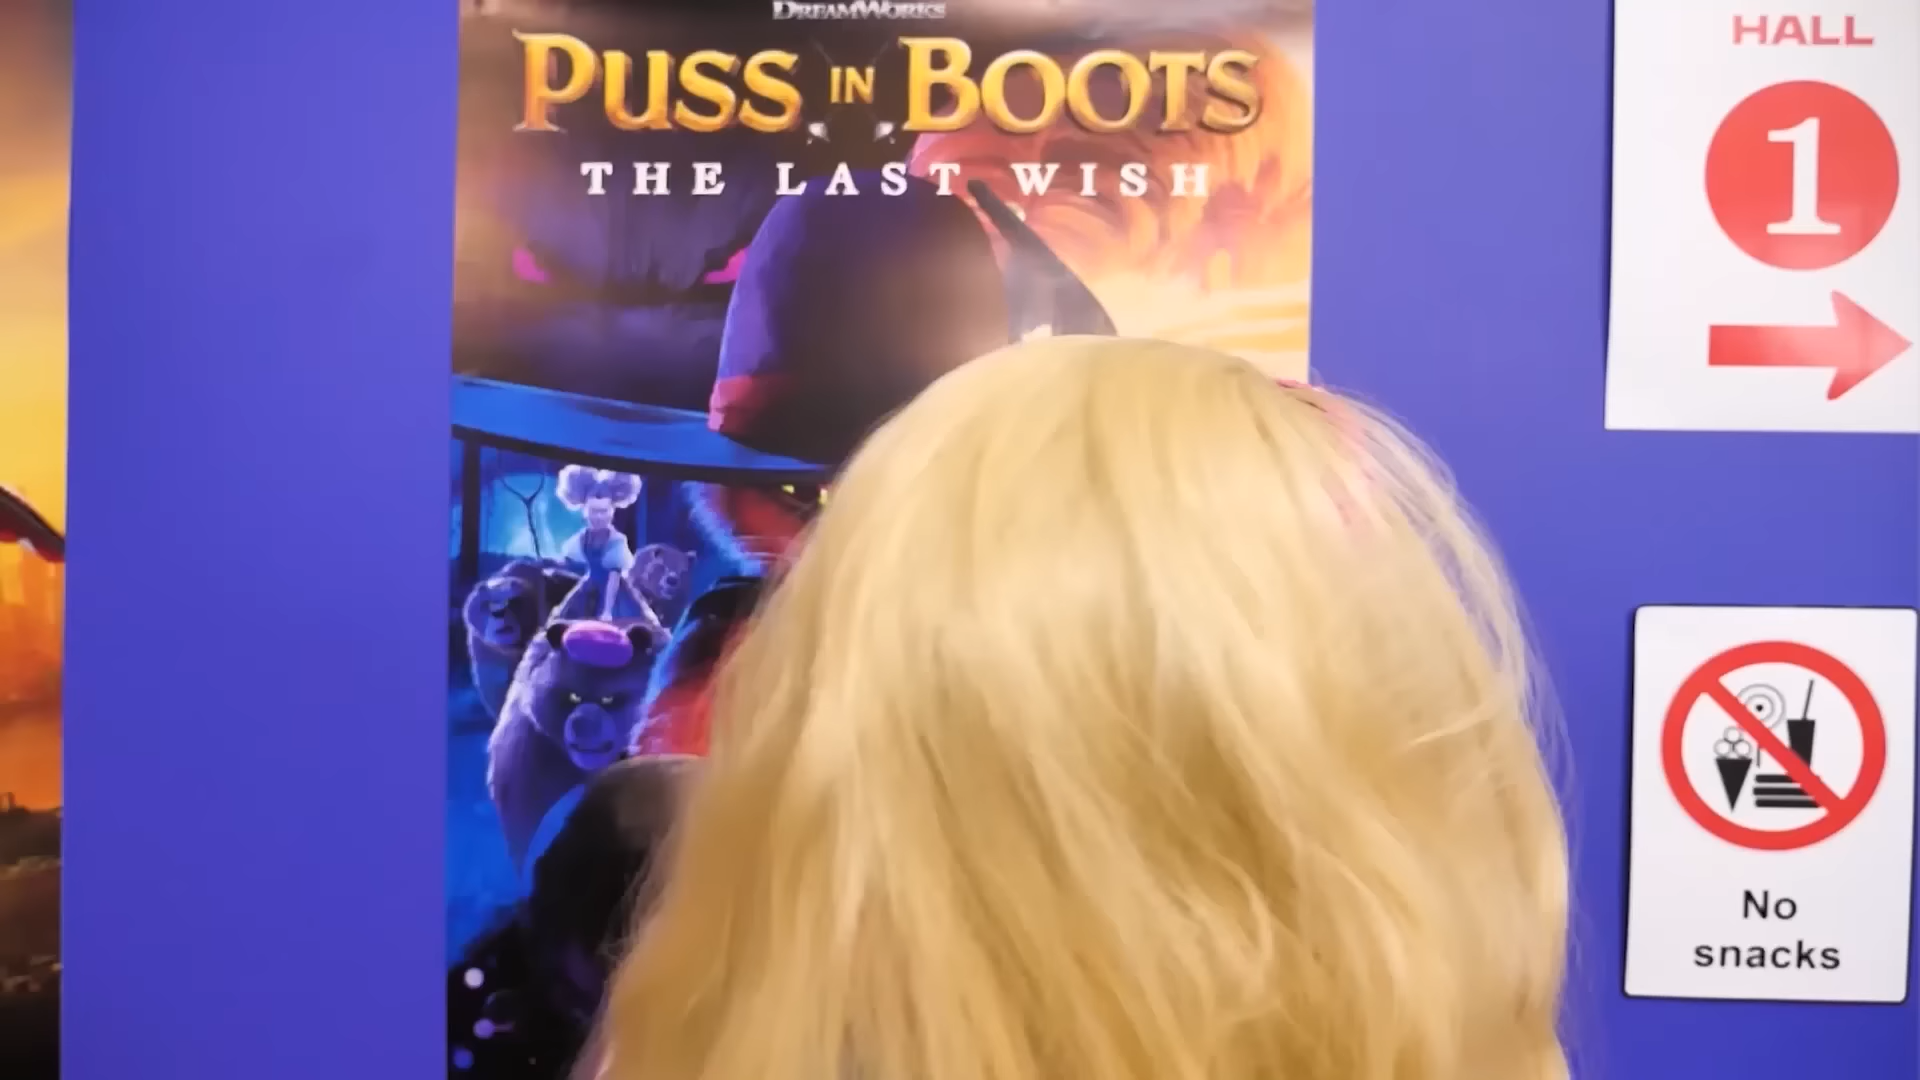 DREAMWORKS
PUSS IN BOOTS
THE LAST WISH
HALL
1
No
snacks